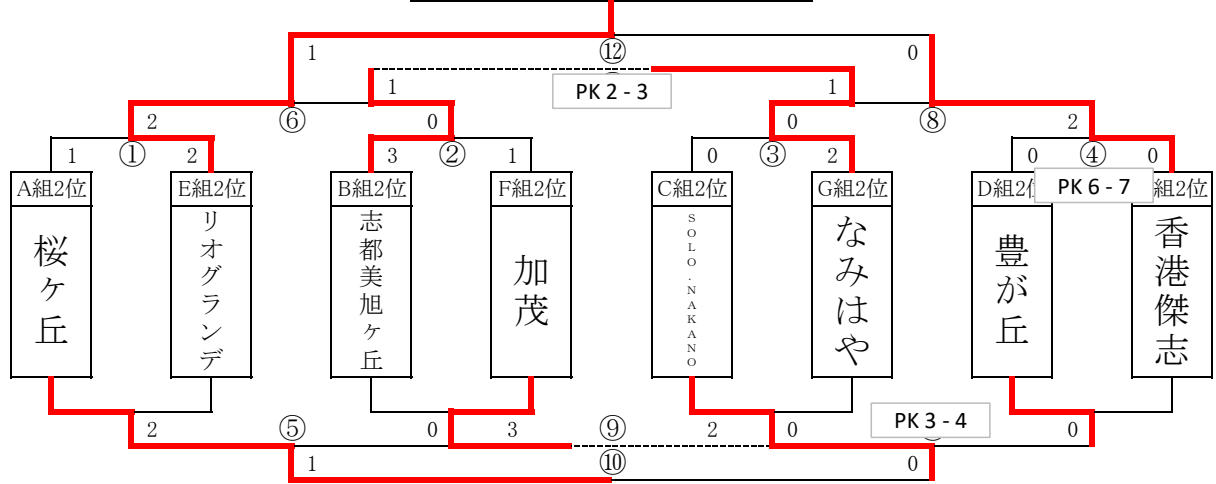 1 ⑫ 0
1 PK 2 - 3 1
2 ⑥ 0 0 ⑧ 2
1 ① 2 3 ② 1 0 ③ 2 0 ④ 0
A組2位 E組2位 B組2位 F組2位 C組2位 G組2位 D組2位 PK 6 - 7 組2位
桜ヶ丘
リオグランデ
志都美旭ヶ丘
加茂
SOLO.NAKANO
なみはや
豊が丘
香港傑志
2 ⑤ 0 3 ⑨ 2 0 PK 3 - 4 0
1 ⑩ 0